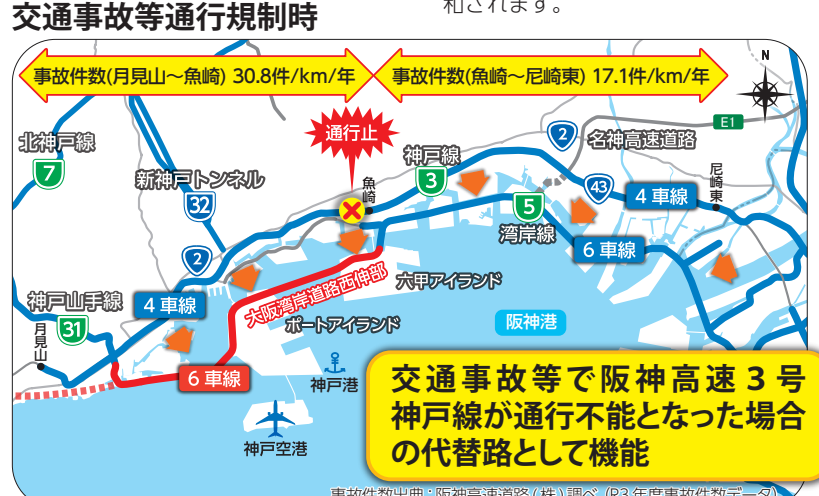 和されます。
交通事故等通行規制時
事故件数(月見山～魚崎) 30.8件/km/年
事故件数(魚崎～尼崎東) 17.1件/km/年
N
E1
通行止
2
名神高速道路
北神戸線
7
神戸線
3
新神戸トンネル
32
魚崎
43
4車線
尼崎東
5
湾岸線
6車線
2
六甲アイランド
大阪湾岸道路西伸部
神戸山手線
31
4車線
ポートアイランド
阪神港
月見山
6車線
神戸港
神戸空港
交通事故等で阪神高速3号
神戸線が通行不能となった場合
の代替路として機能
事故件数出典：阪神高速道路(株)調べ (R3年度事故件数データ)